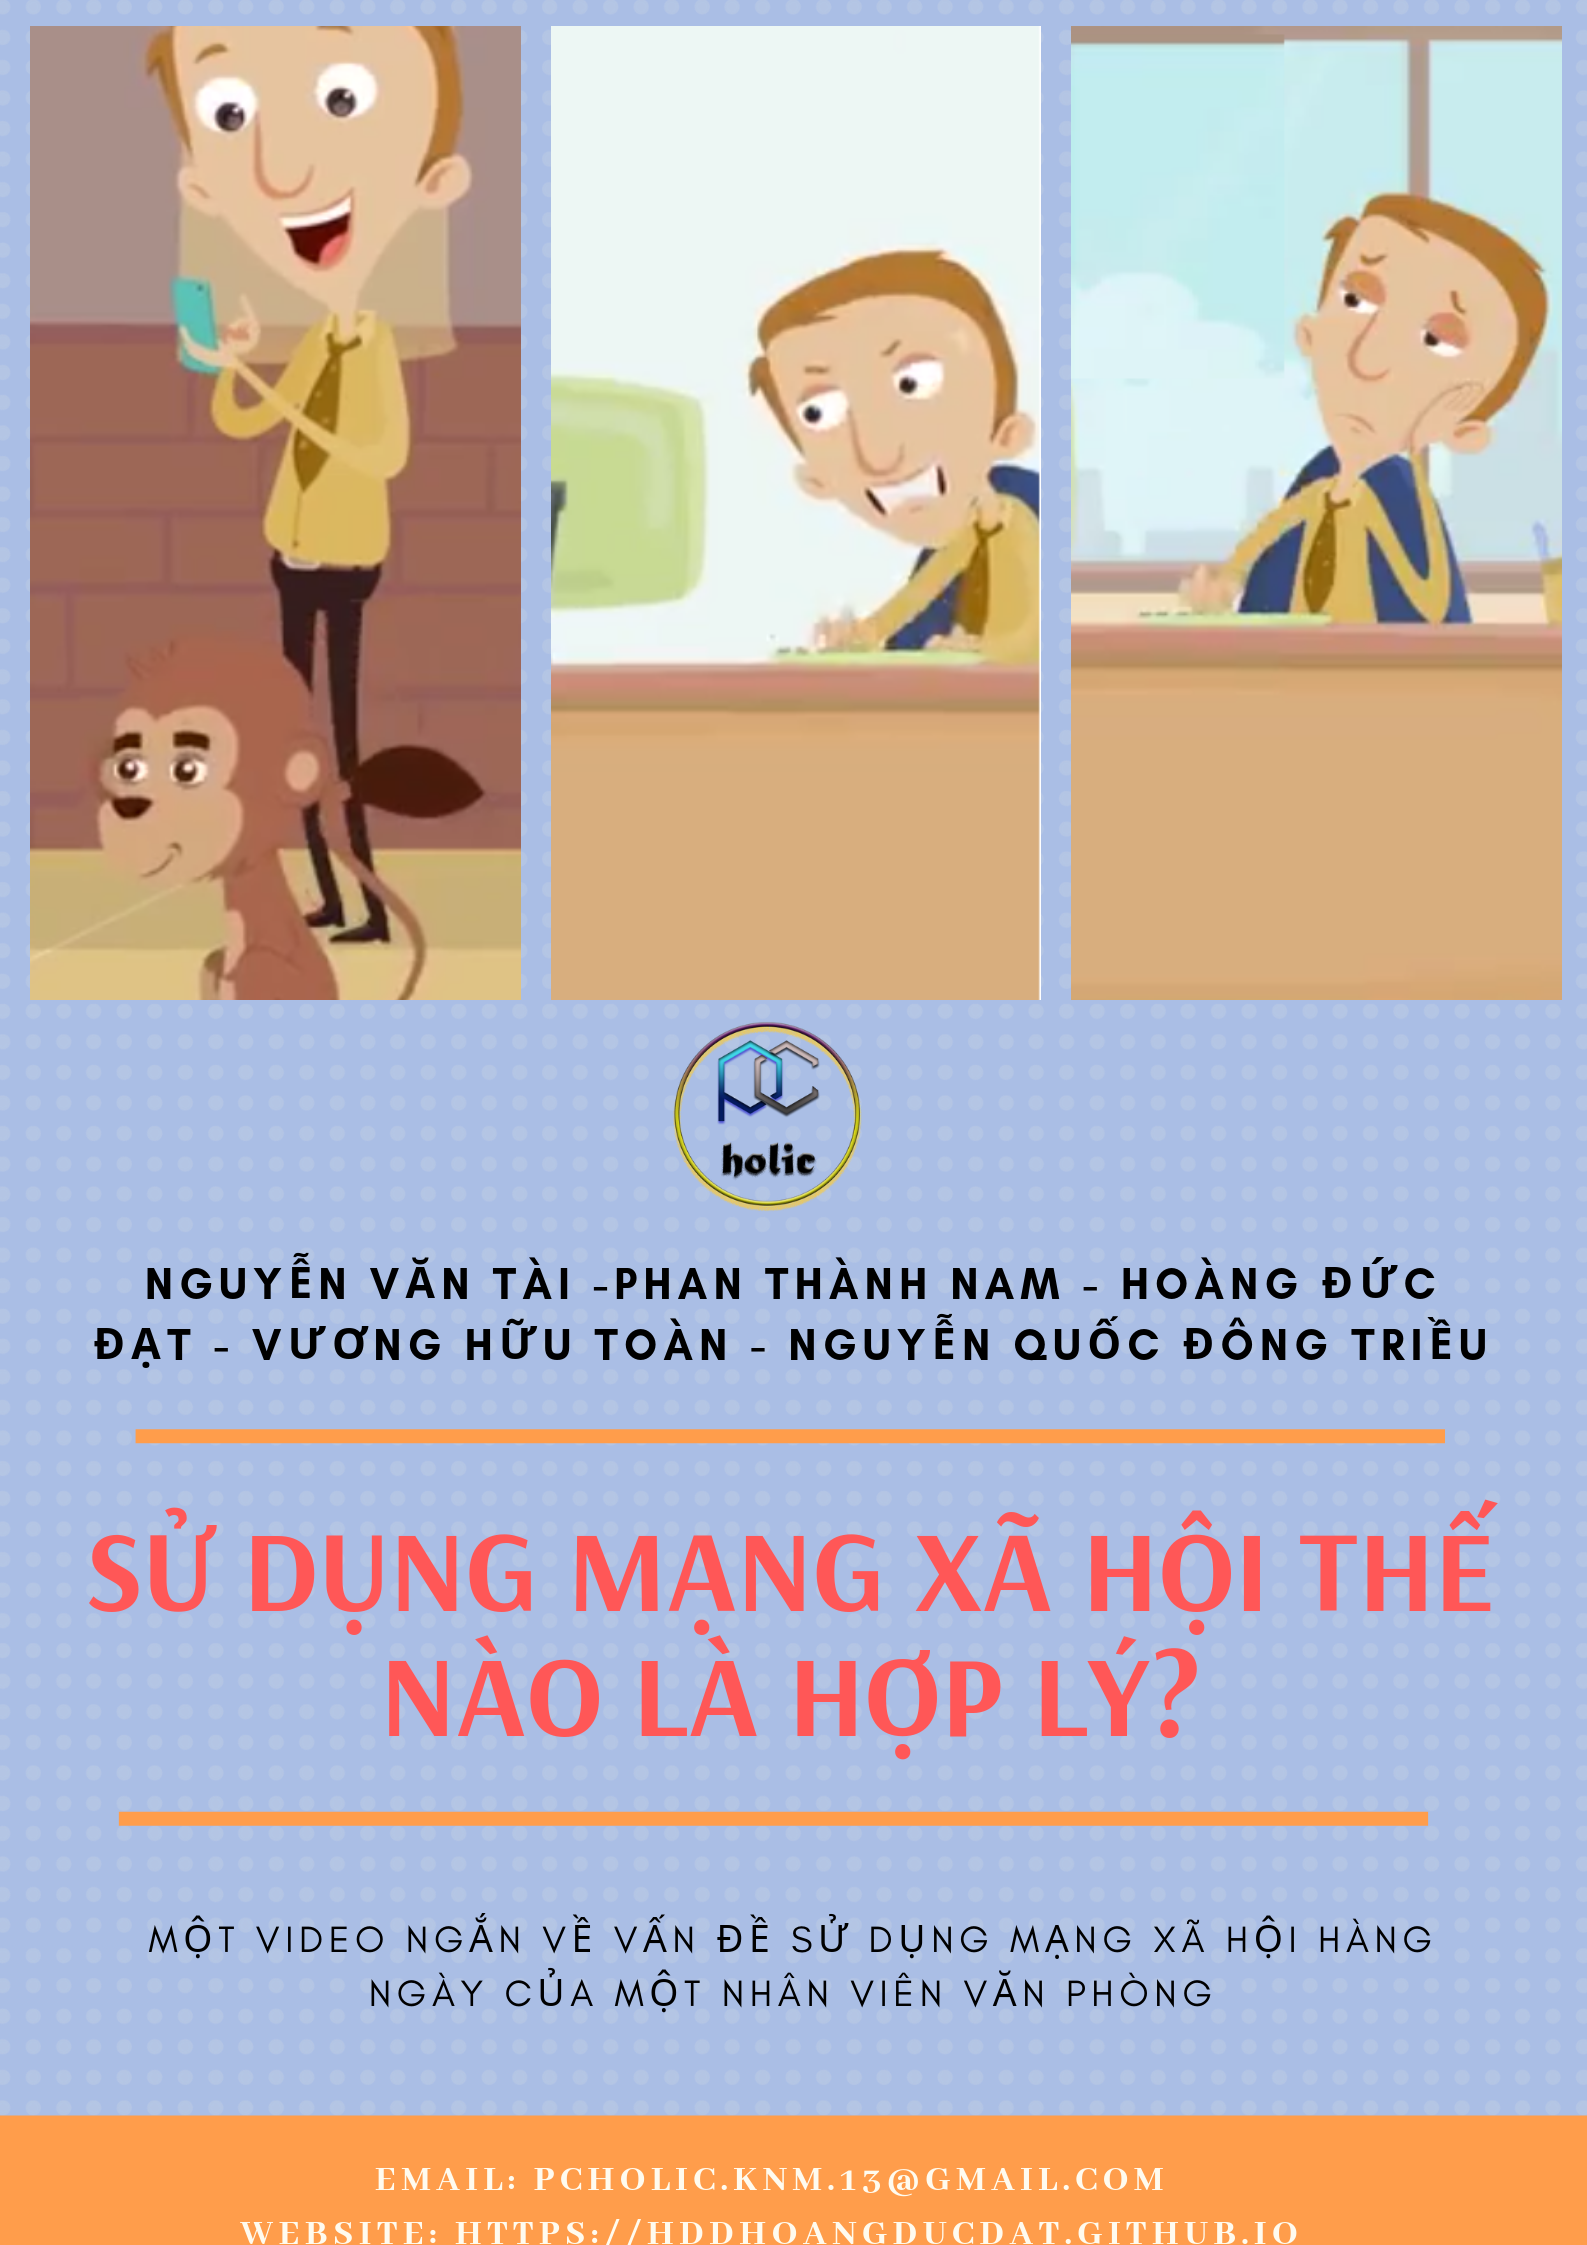 PC
holic
NGUYỄN VĂN TÀI -PHAN THÀNH NAM - HOÀNG ĐỨC
ĐẠT - VƯƠNG HỮU TOÀN - NGUYỄN QUỐC ĐÔNG TRIỀU
SỬ DỤNG MẠNG XÃ HỘI THẾ
NÀO LÀ HỢP LÝ?
MỘT VIDEO NGẮN VỀ VẤN ĐỀ SỬ DỤNG MẠNG XÃ HỘI HÀNG
NGÀY CỦA MỘT NHÂN VIÊN VĂN PHÒNG
EMAIL: PCHOLIC.KNM.13@GMAIL.COM
WEBSITE: HTTPS://HDDHOANGDUCDAT.GITHUB.IO